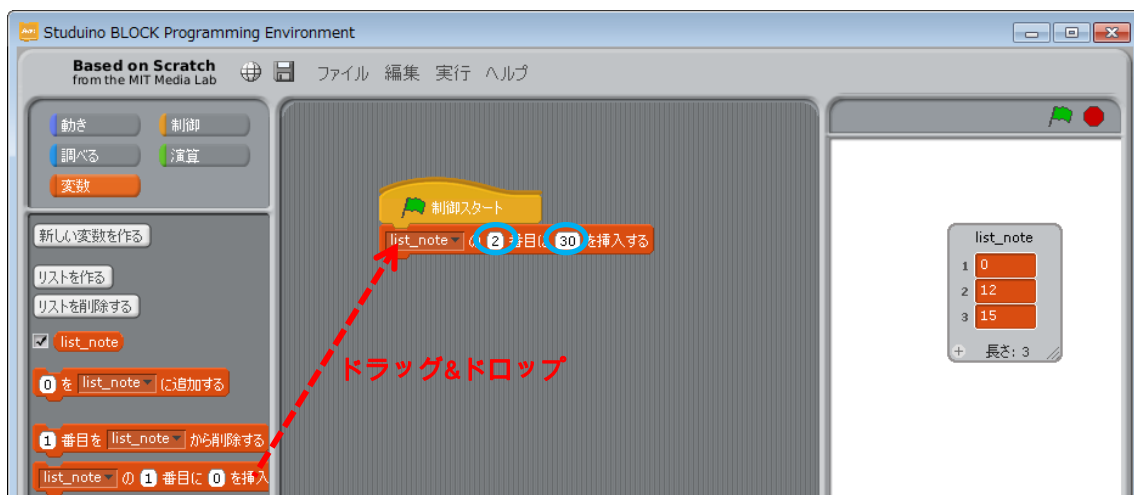 Studuino BLOCK Programming Environment
Based on Scratch
from the MIT Media Lab
ファイル 編集 実行 ヘルプ
動き 制御
調べる 演算
変数
新しい変数を作る
リストを作る
リストを削除する
list_note
0 を list_note に追加する
1 番目を list_note から削除する
list_note の 1 番目に 0 を挿入
制御スタート
list_note の 2 番目に 30 を挿入する
ドラッグ&ドロップ
list_note
1 0
2 12
3 15
+ 長さ: 3